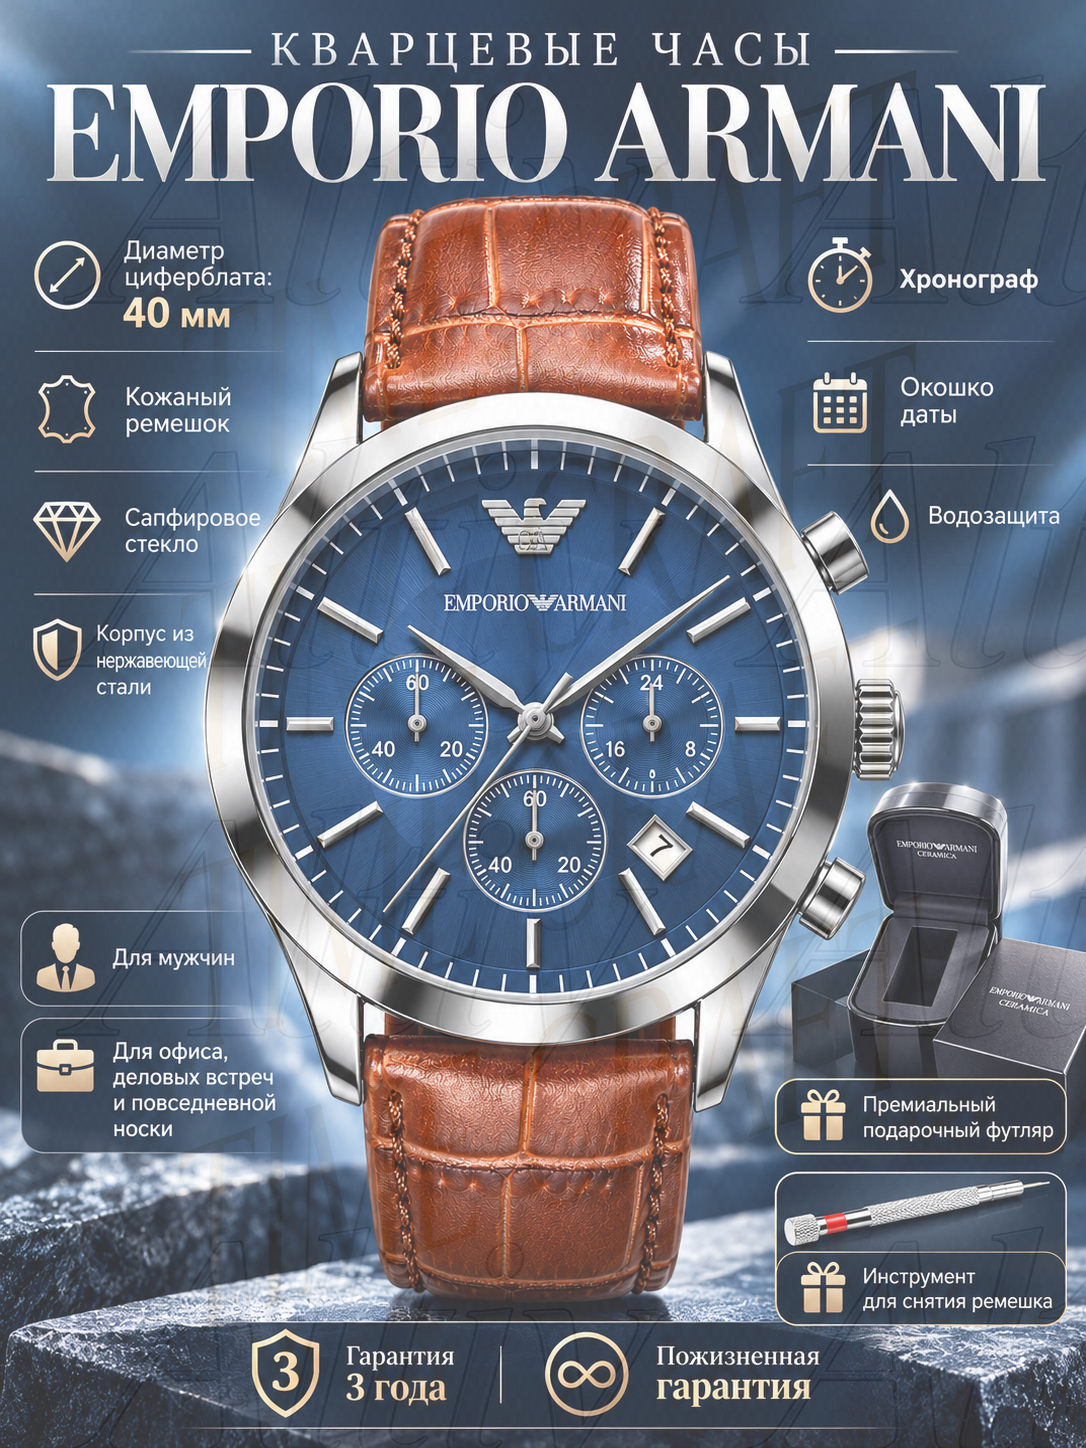 КВАРЦЕВЫЕ ЧАСЫ
EMPORIO ARMANI
Диаметр
циферблата:
40 мм
Кожаный
ремешок
Сапфировое
стекло
Корпус из
нержавеющей
стали
Хронограф
Окошко
даты
Водозащита
EMPORIO ARMANI
60
40 20
24
16 8
0
60
40 20
7
EMPORIO ARMANI
CERAMICA
EMPORIO ARMANI
CERAMICA
Для мужчин
Для офиса,
деловых встреч
и повседневной
носки
Премиальный
подарочный футляр
Инструмент
для снятия ремешка
3
Гарантия
3 года
Пожизненная
гарантия